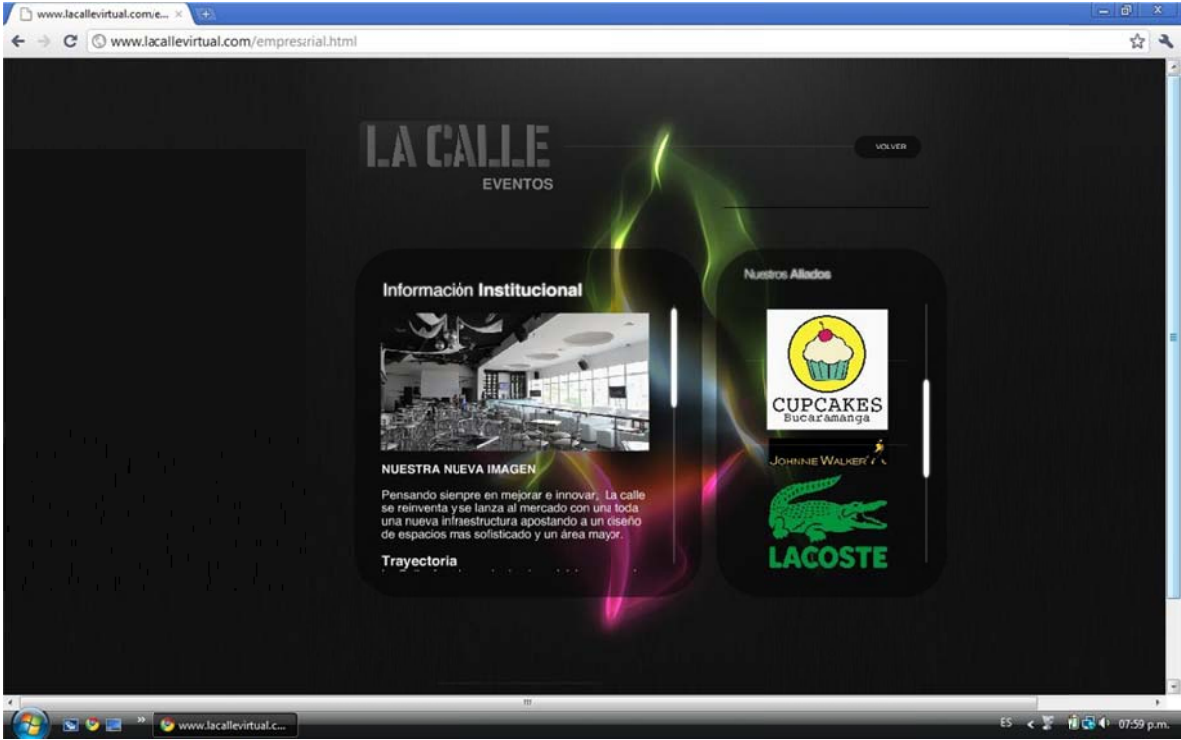 www.lacallevirtual.com/e...
www.lacallevirtual.com/empresarial.html
LA CALLE
EVENTOS
VOLVER
Información Institucional
NUESTRA NUEVA IMAGEN
Pensando siempre en mejorar e innovar, La calle
se reinventa y se lanza al mercado con una toda
una nueva infraestructura apostando a un diseño
de espacios mas sofisticado y un área mayor.
Trayectoria
Nuestros Aliados
CUPCAKES
Bucaramanga
JOHNNIE WALKER
LACOSTE
www.lacallevirtual.c...
ES
07:59 p.m.